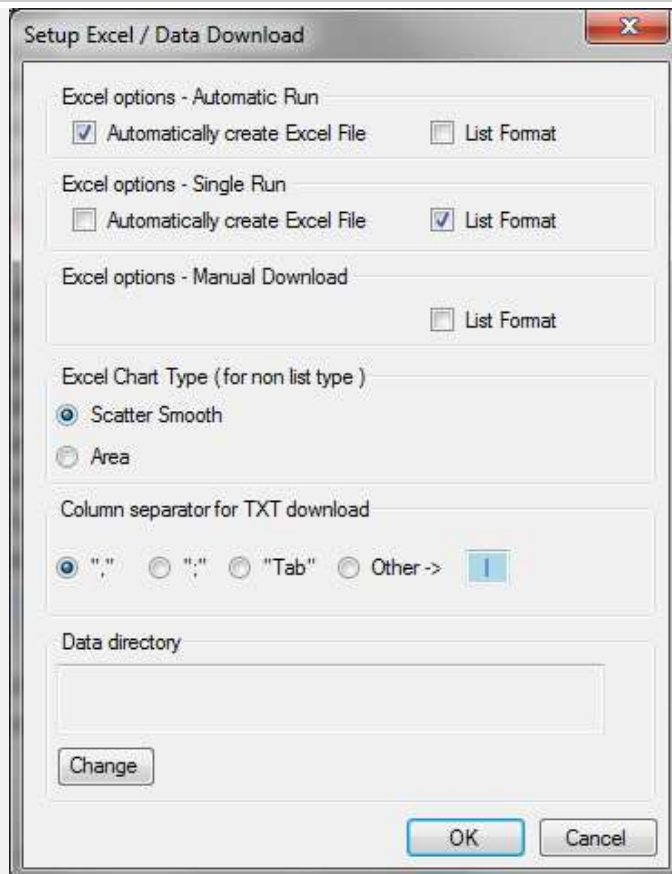 Setup Excel / Data Download
Excel options - Automatic Run
Automatically create Excel File List Format
Excel options - Single Run
Automatically create Excel File List Format
Excel options - Manual Download
List Format
Excel Chart Type ( for non list type )
Scatter Smooth
Area
Column separator for TXT download
"," ";" "Tab" Other -> |
Data directory
Change
OK Cancel